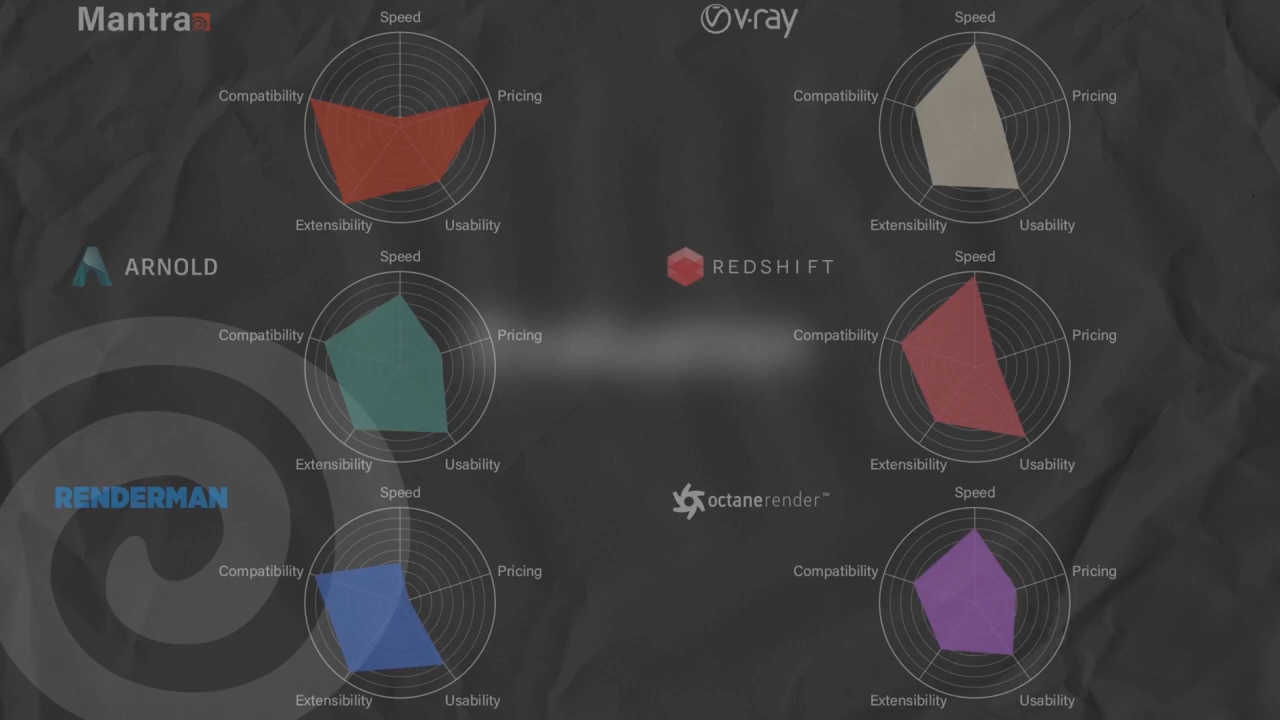 Mantra
Speed
Compatibility
Pricing
Extensibility
Usability
v·ray
Speed
Compatibility
Pricing
Extensibility
Usability
ARNOLD
Speed
Compatibility
Pricing
Extensibility
Usability
REDSHIFT
Speed
Compatibility
Pricing
Extensibility
Usability
RENDERMAN
Speed
Compatibility
Pricing
Extensibility
Usability
octanerender™
Speed
Compatibility
Pricing
Extensibility
Usability